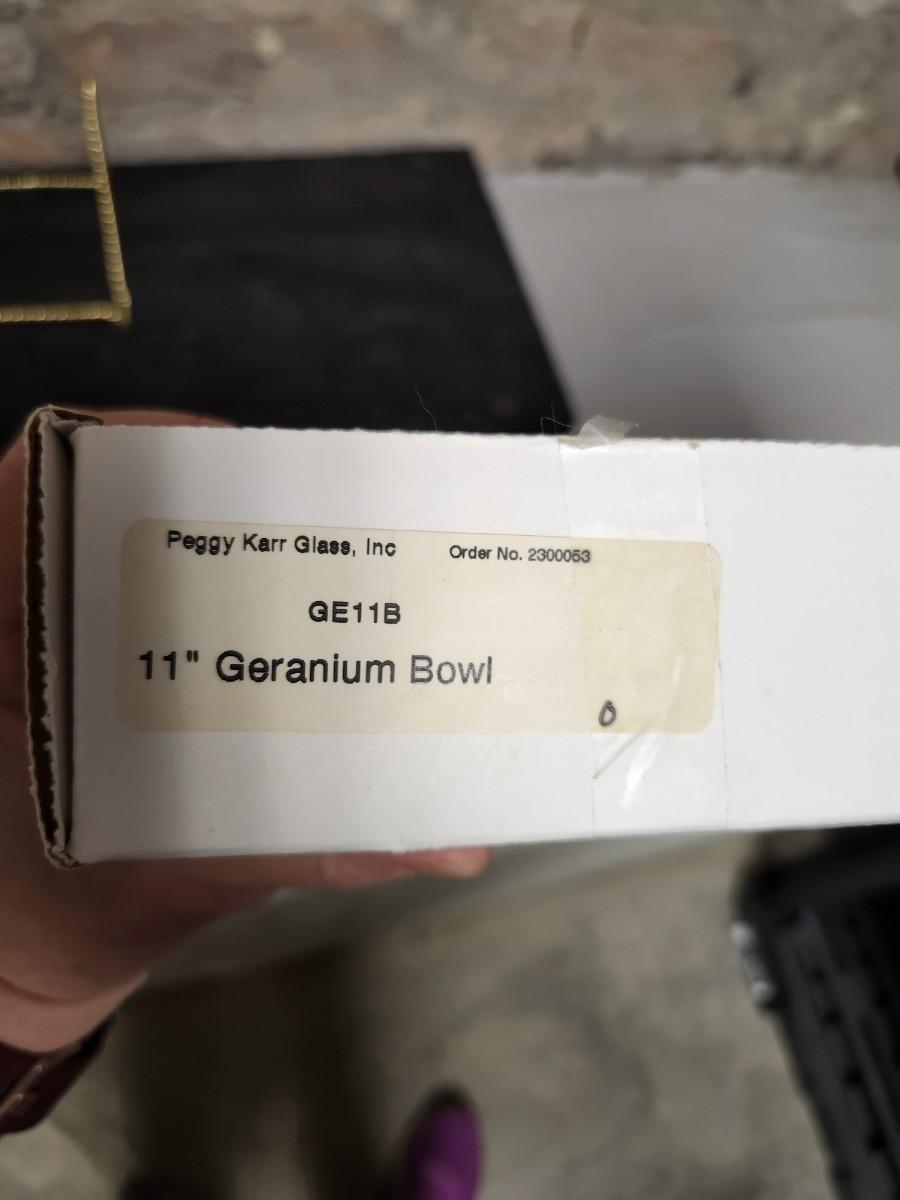 Peggy Karr Glass, Inc Order No. 2300053
GE11B
11" Geranium Bowl
0